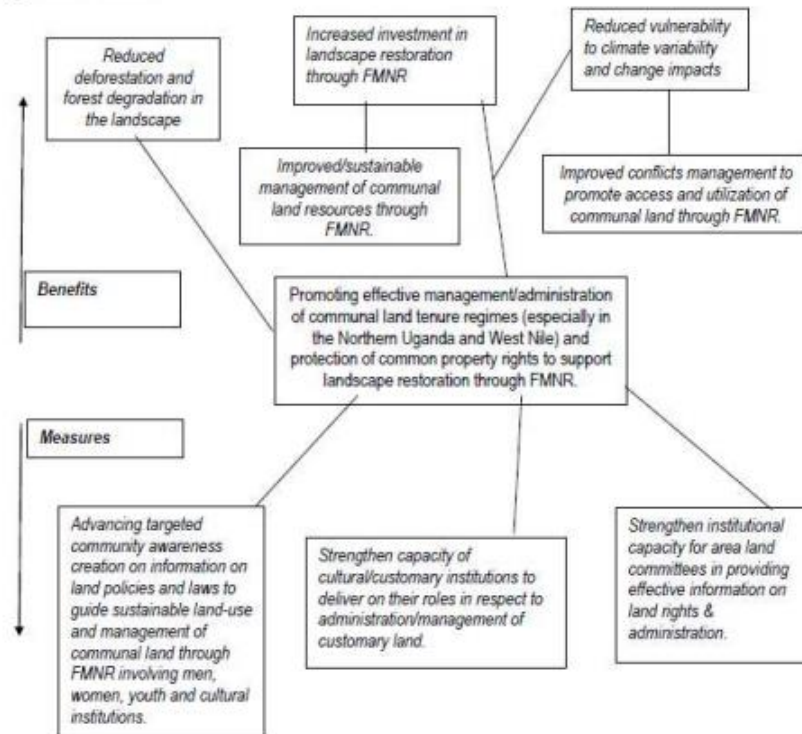 Reduced
deforestation and
forest degradation in
the landscape
Increased investment in
landscape restoration
through FMNR
Reduced vulnerability
to climate variability
and change impacts
Improved/sustainable
management of communal
land resources through
FMNR.
Improved conflicts management to
promote access and utilization of
communal land through FMNR.
Benefits
Promoting effective management/administration
of communal land tenure regimes (especially in
the Northern Uganda and West Nile) and
protection of common property rights to support
landscape restoration through FMNR.
Measures
Advancing targeted
community awareness
creation on information on
land policies and laws to
guide sustainable land-use
and management of
communal land through
FMNR involving men,
women, youth and cultural
institutions.
Strengthen capacity of
cultural/customary institutions to
deliver on their roles in respect to
administration/management of
customary land.
Strengthen institutional
capacity for area land
committees in providing
effective information on
land rights &
administration.